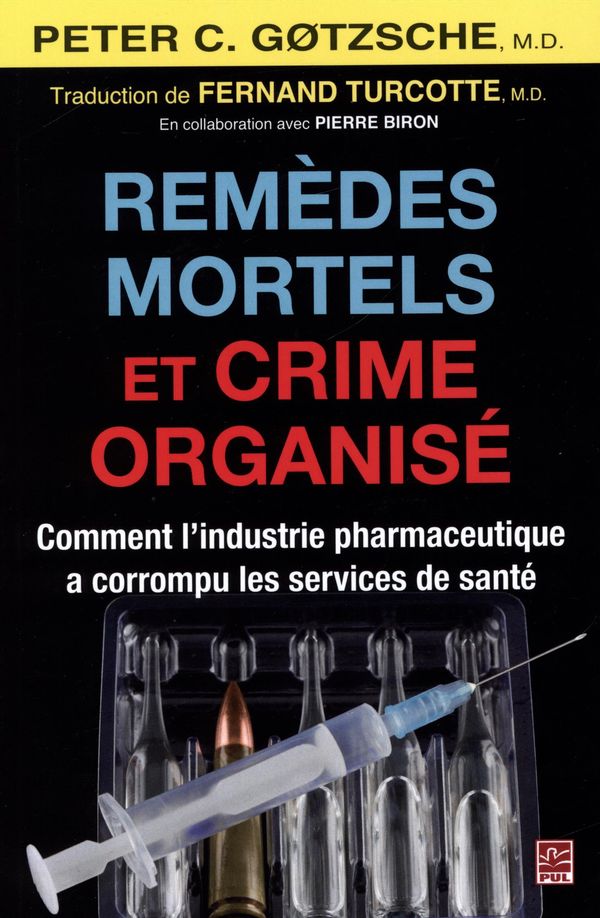 PETER C. GØTZSCHE, M.D.
Traduction de FERNAND TURCOTTE, M.D.
En collaboration avec PIERRE BIRON
REMÈDES
MORTELS
ET CRIME
ORGANISÉ
Comment l'industrie pharmaceutique
a corrompu les services de santé
PUL